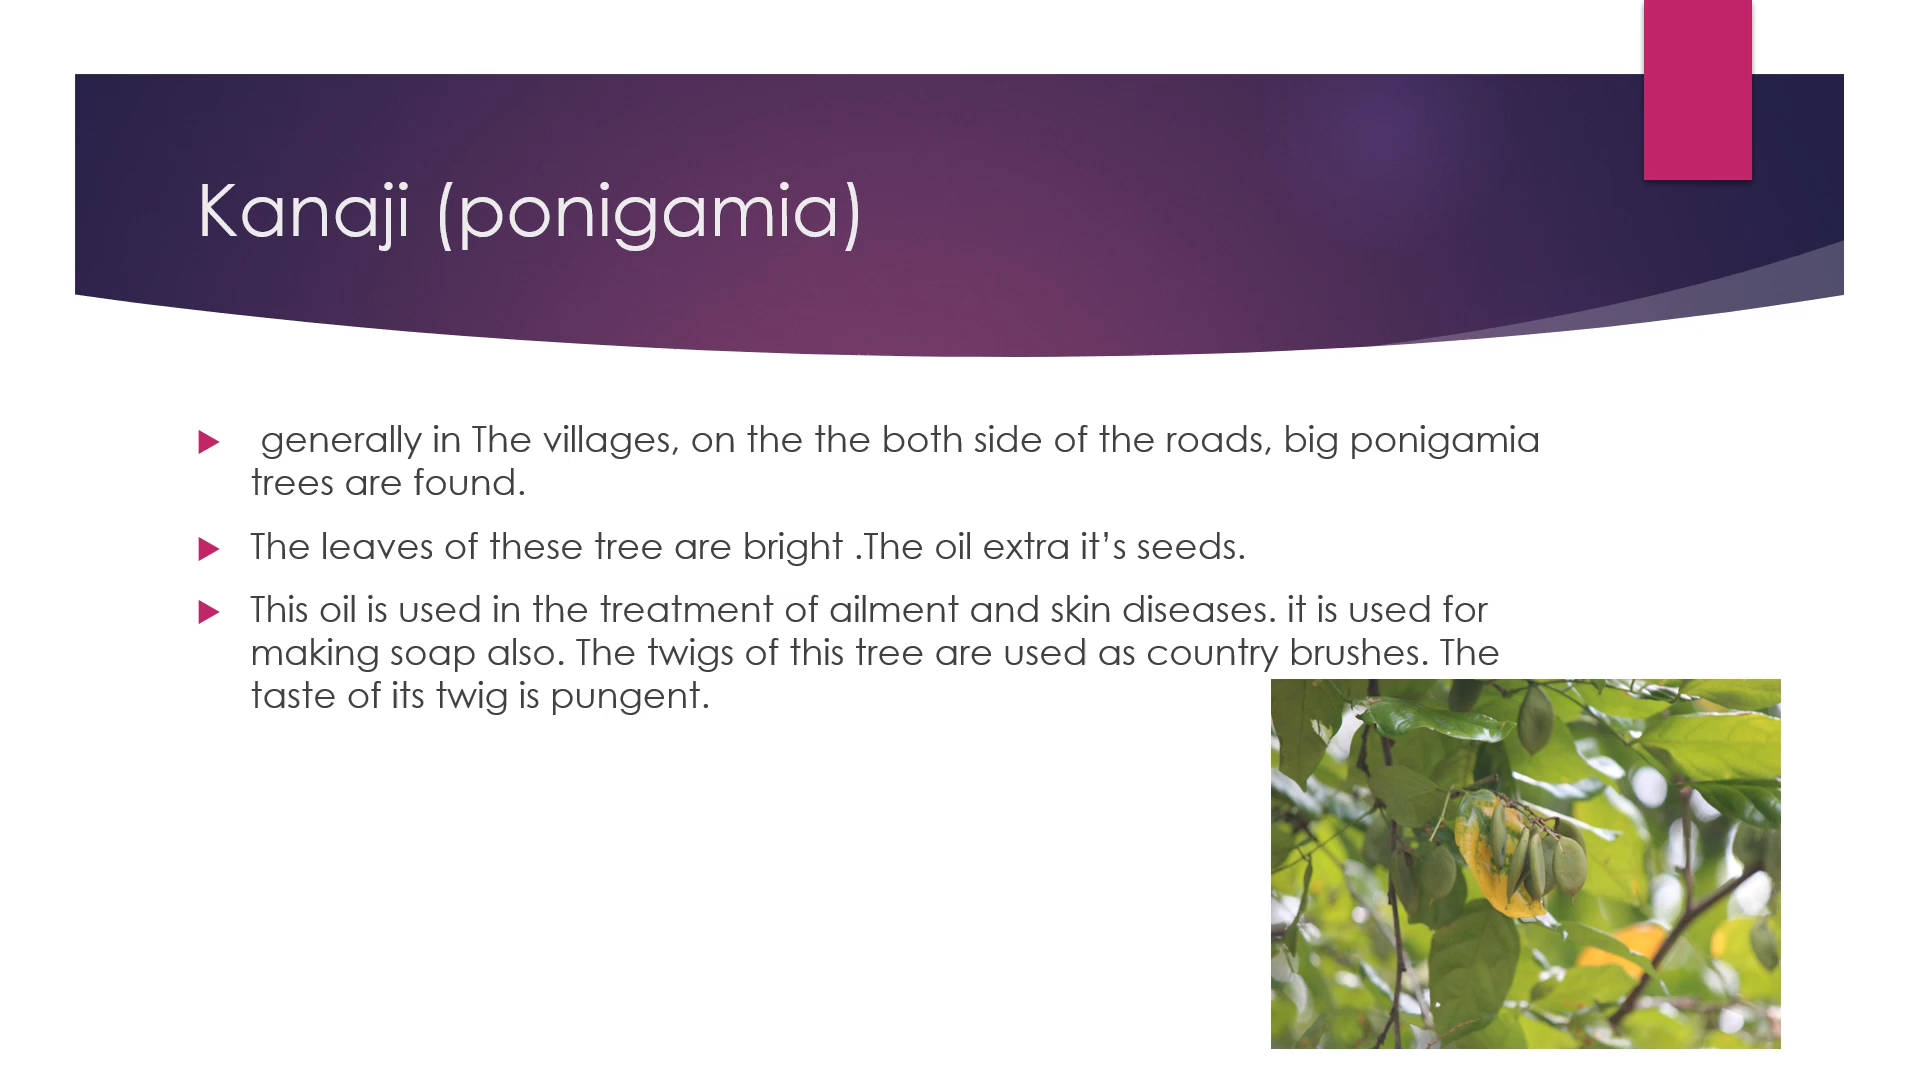 Kanaji (ponigamia)
generally in The villages, on the the both side of the roads, big ponigamia
trees are found.
The leaves of these tree are bright .The oil extra it’s seeds.
This oil is used in the treatment of ailment and skin diseases. it is used for
making soap also. The twigs of this tree are used as country brushes. The
taste of its twig is pungent.